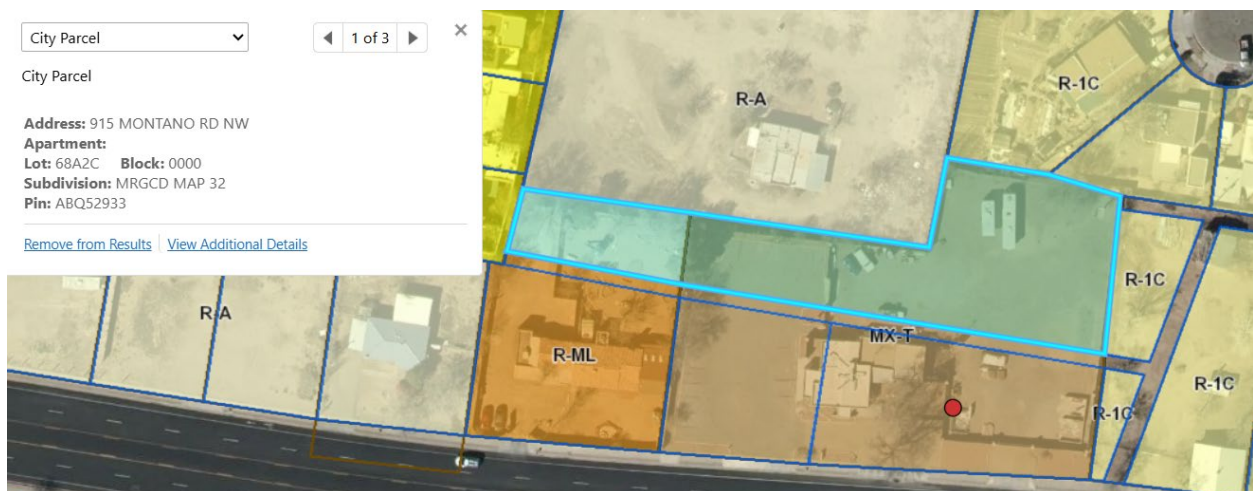 City Parcel
1 of 3
City Parcel
Address: 915 MONTANO RD NW
Apartment:
Lot: 68A2C Block: 0000
Subdivision: MRGCD MAP 32
Pin: ABQ52933
Remove from Results
View Additional Details
R-A
R-1C
R-1C
R-A
MX-T
R-ML
R-1C
R-1C